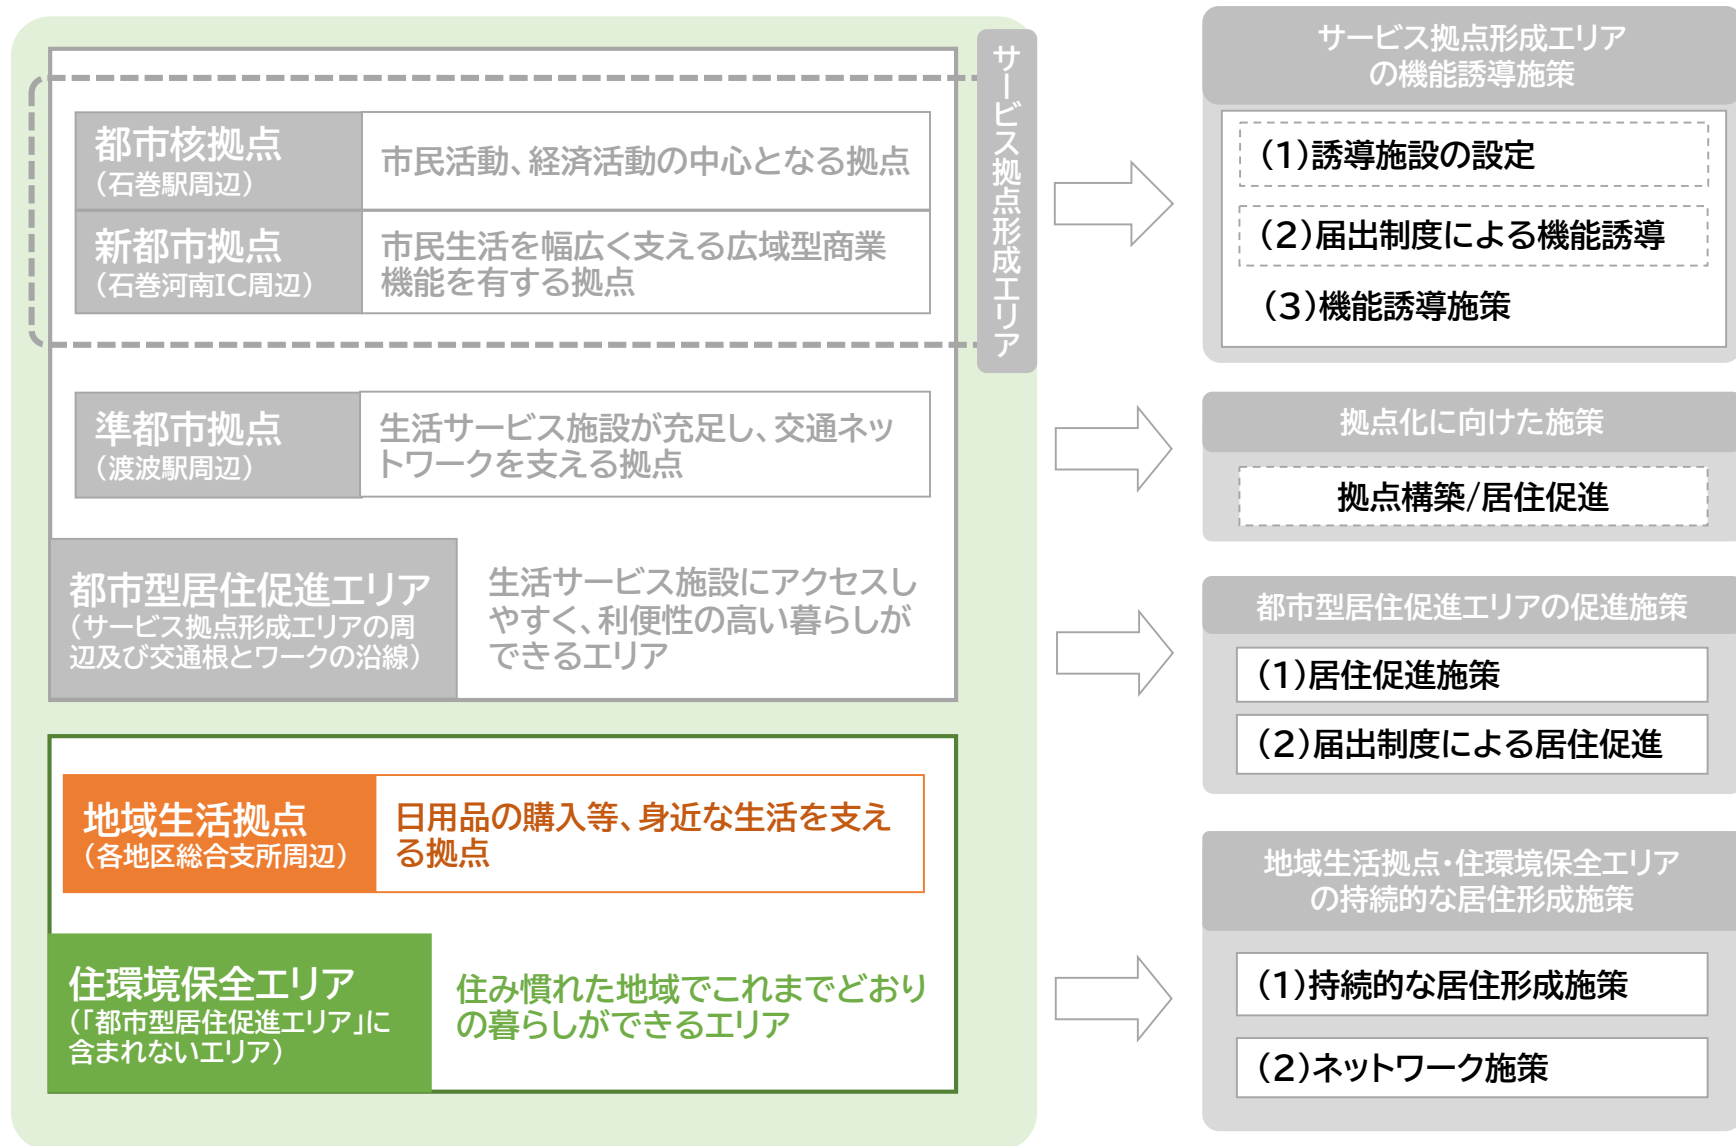 サービス拠点形成エリア
都市核拠点
（石巻駅周辺）
市民活動、経済活動の中心となる拠点
新都市拠点
（石巻河南IC周辺）
市民生活を幅広く支える広域型商業
機能を有する拠点
準都市拠点
（渡波駅周辺）
生活サービス施設が充足し、交通ネッ
トワークを支える拠点
都市型居住促進エリア
（サービス拠点形成エリアの周
辺及び交通根とワークの沿線）
生活サービス施設にアクセスし
やすく、利便性の高い暮らしが
できるエリア
地域生活拠点
（各地区総合支所周辺）
日用品の購入等、身近な生活を支え
る拠点
住環境保全エリア
（「都市型居住促進エリア」に
含まれないエリア）
住み慣れた地域でこれまでどおり
の暮らしができるエリア
サービス拠点形成エリア
の機能誘導施策
（1）誘導施設の設定
（2）届出制度による機能誘導
（3）機能誘導施策
拠点化に向けた施策
拠点構築/居住促進
都市型居住促進エリアの促進施策
（1）居住促進施策
（2）届出制度による居住促進
地域生活拠点・住環境保全エリア
の持続的な居住形成施策
（1）持続的な居住形成施策
（2）ネットワーク施策